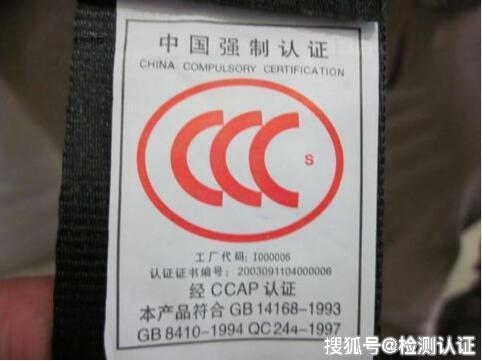 中国强制认证
CHINA COMPULSORY CERTIFICATION
CCC S
工厂代码: I000006
认证证书编号: 2003091104000006
经 CCAP 认证
本产品符合 GB 14168-1993
GB 8410-1994 QC 244-1997
搜狐号@检测认证